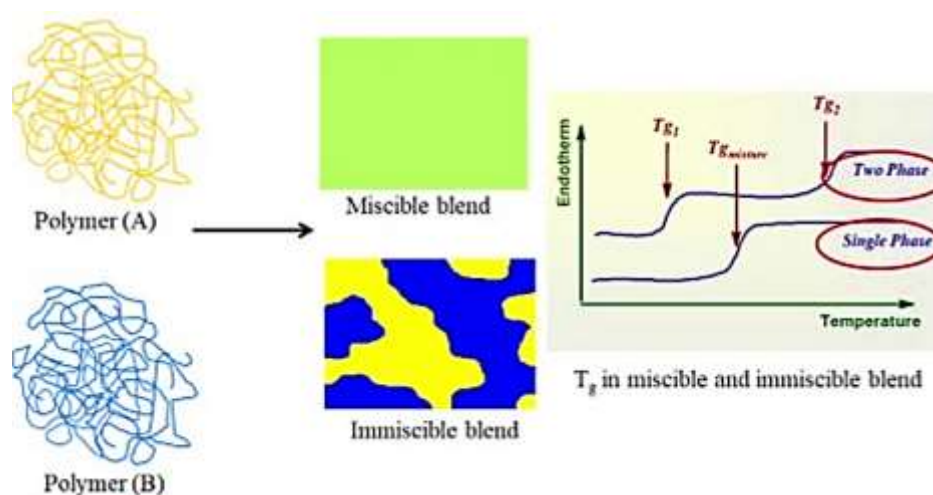 Polymer (A)
Polymer (B)
Miscible blend
Immiscible blend
Endotherm
Tg1
Tgmixture
Tg2
Two Phase
Single Phase
Temperature
Tg in miscible and immiscible blend